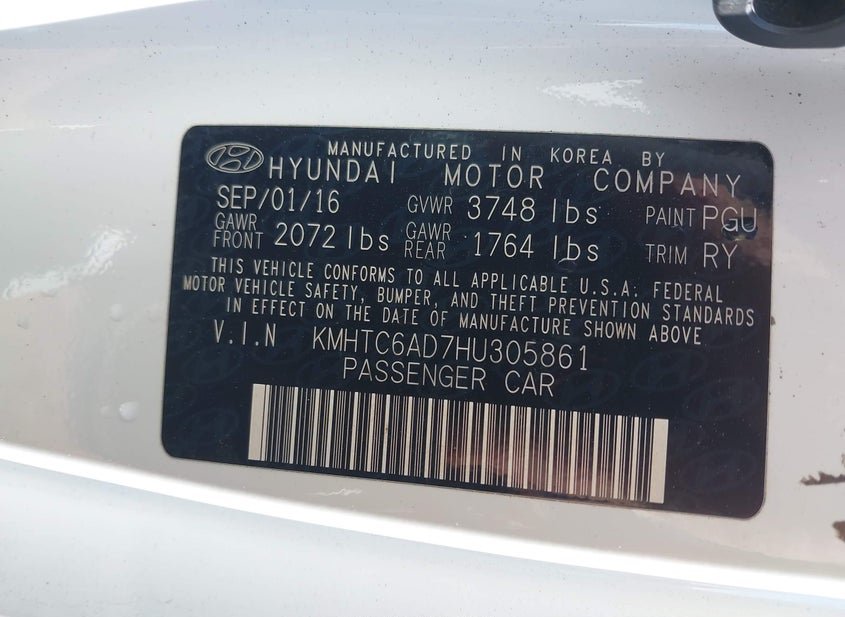 MANUFACTURED IN KOREA BY
HYUNDAI MOTOR COMPANY
SEP/01/16 GVWR 3748 lbs PAINT PGU
GAWR FRONT 2072 lbs GAWR REAR 1764 lbs TRIM RY
THIS VEHICLE CONFORMS TO ALL APPLICABLE U.S.A. FEDERAL
MOTOR VEHICLE SAFETY, BUMPER, AND THEFT PREVENTION STANDARDS
IN EFFECT ON THE DATE OF MANUFACTURE SHOWN ABOVE
V.I.N KMHTC6AD7HU305861
PASSENGER CAR